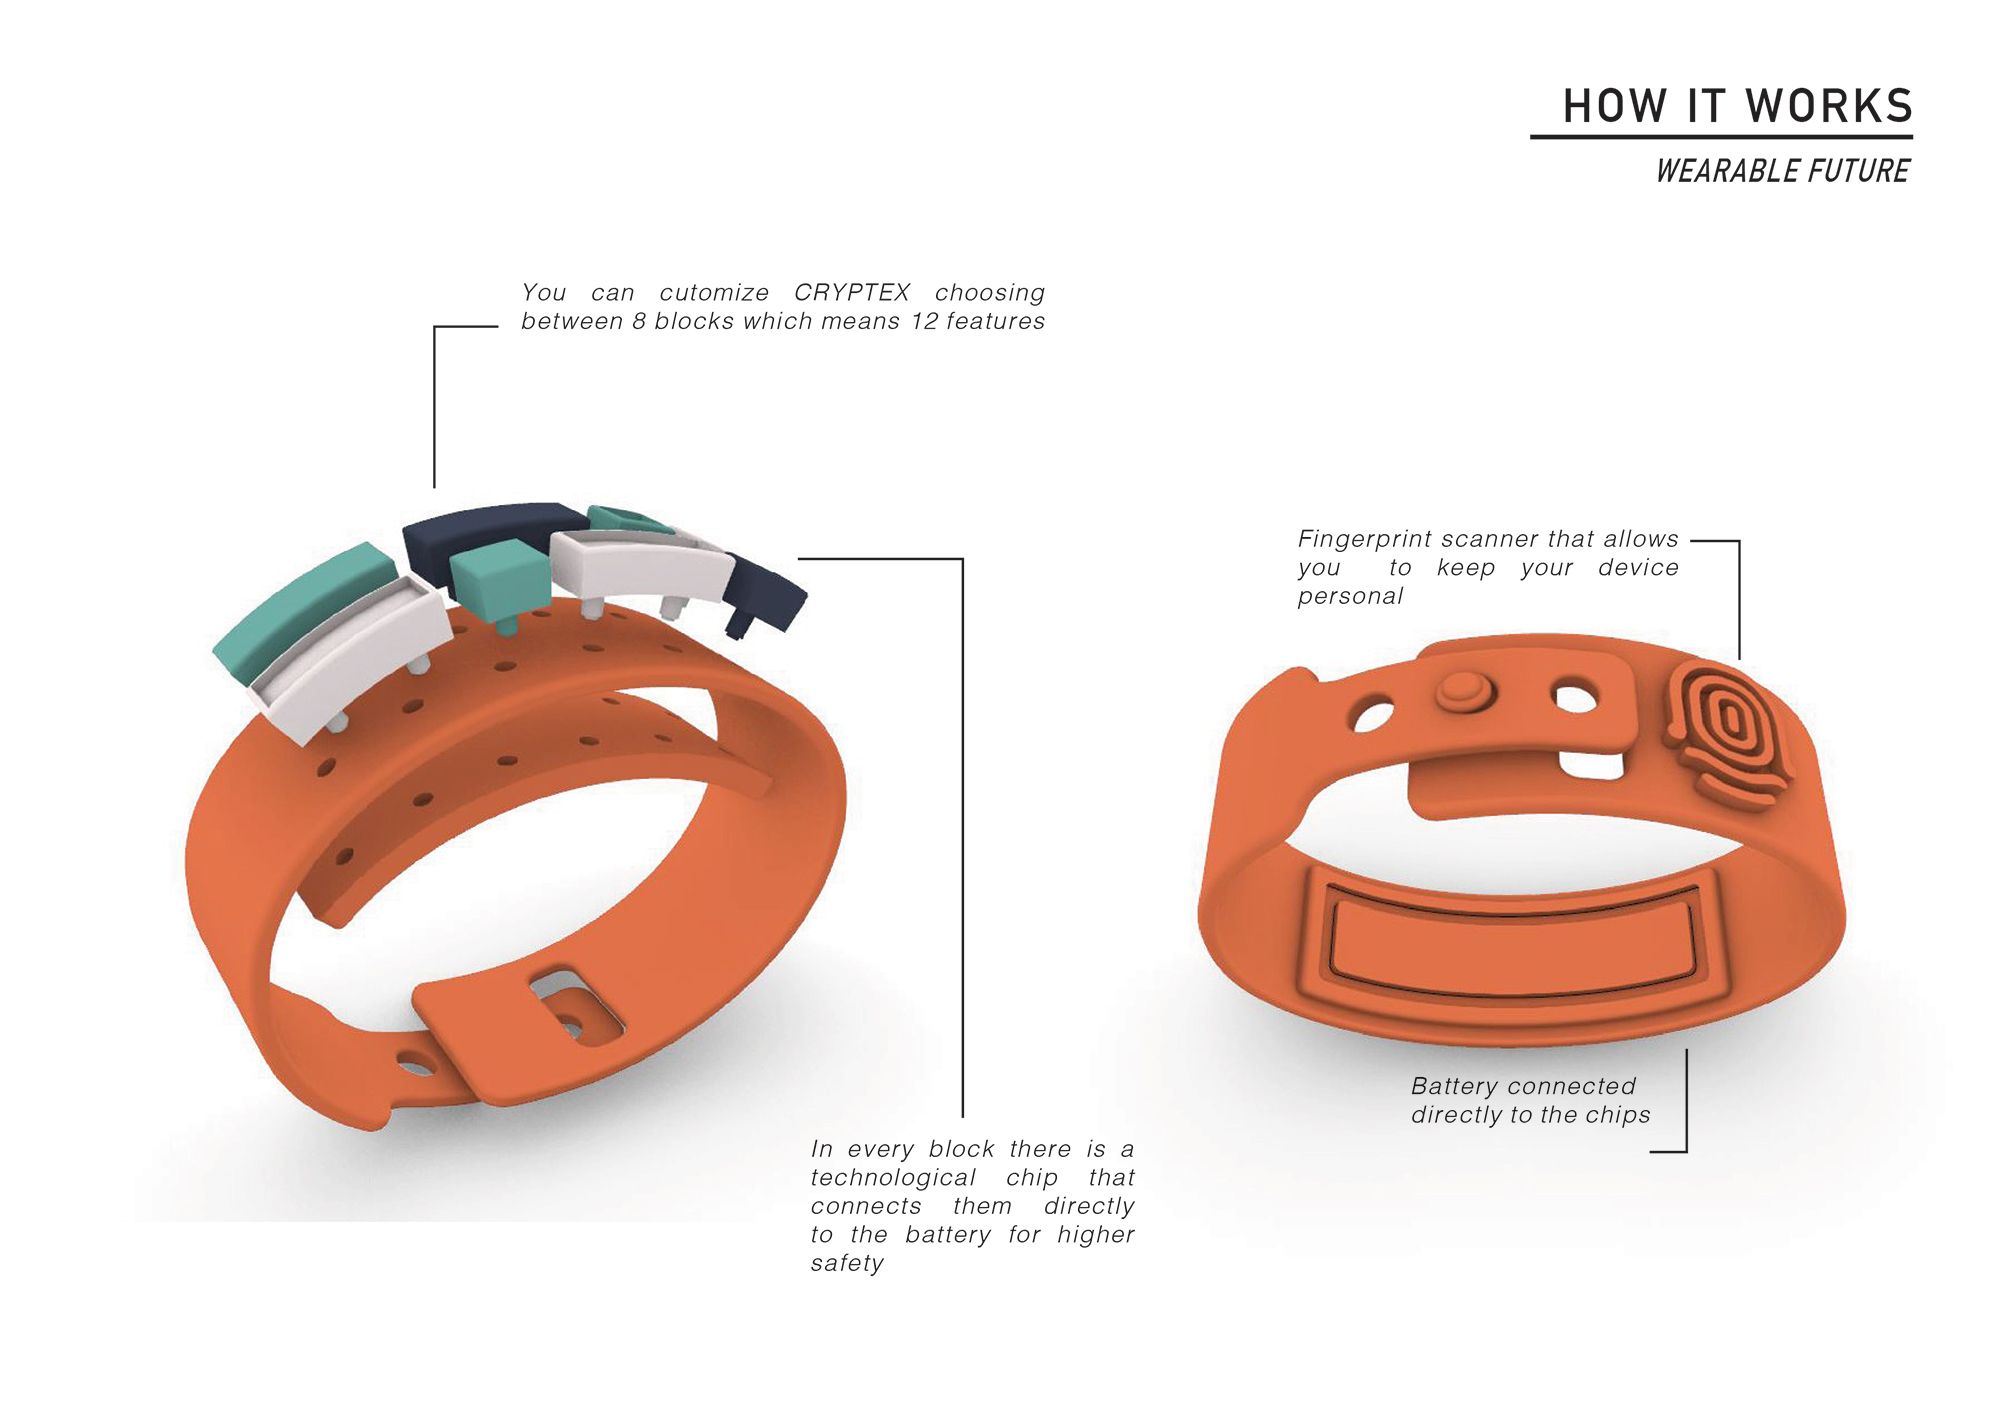 HOW IT WORKS
WEARABLE FUTURE
You can cutomize CRYPTEX choosing
between 8 blocks which means 12 features
Fingerprint scanner that allows
you to keep your device
personal
Battery connected
directly to the chips
In every block there is a
technological chip that
connects them directly
to the battery for higher
safety